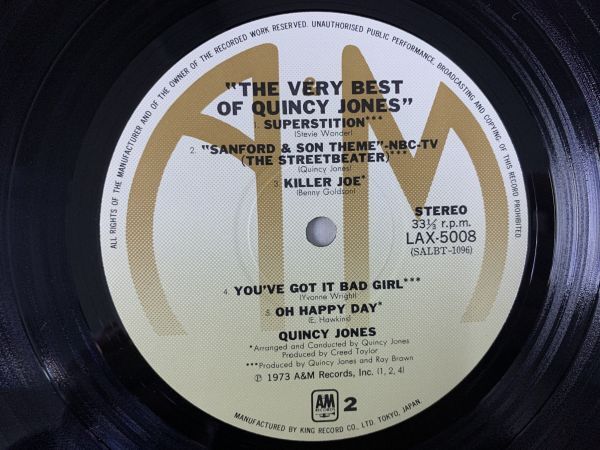 ALL RIGHTS OF THE MANUFACTURER AND OF THE OWNER OF THE RECORDED WORK RESERVED. UNAUTHORISED PUBLIC PERFORMANCE, BROADCASTING AND COPYING OF THIS RECORD PROHIBITED
"THE VERY BEST
OF QUINCY JONES"
1. SUPERSTITION***
(Stevie Wonder)
2. "SANFORD & SON THEME"-NBC-TV
(THE STREETBEATER)***
(Quincy Jones)
3. KILLER JOE*
(Benny Goldson)
STEREO
33⅓ r.p.m.
LAX-5008
(SALBT-1096)
4. YOU'VE GOT IT BAD GIRL***
(Yvonne Wright)
5. OH HAPPY DAY*
(E. Hawkins)
QUINCY JONES
*Arranged and Conducted by Quincy Jones
Produced by Creed Taylor
***Produced by Quincy Jones and Ray Brown
℗ 1973 A&M Records, Inc. (1, 2, 4)
AM
RECORDS
2
MANUFACTURED BY KING RECORD CO., LTD. TOKYO, JAPAN.